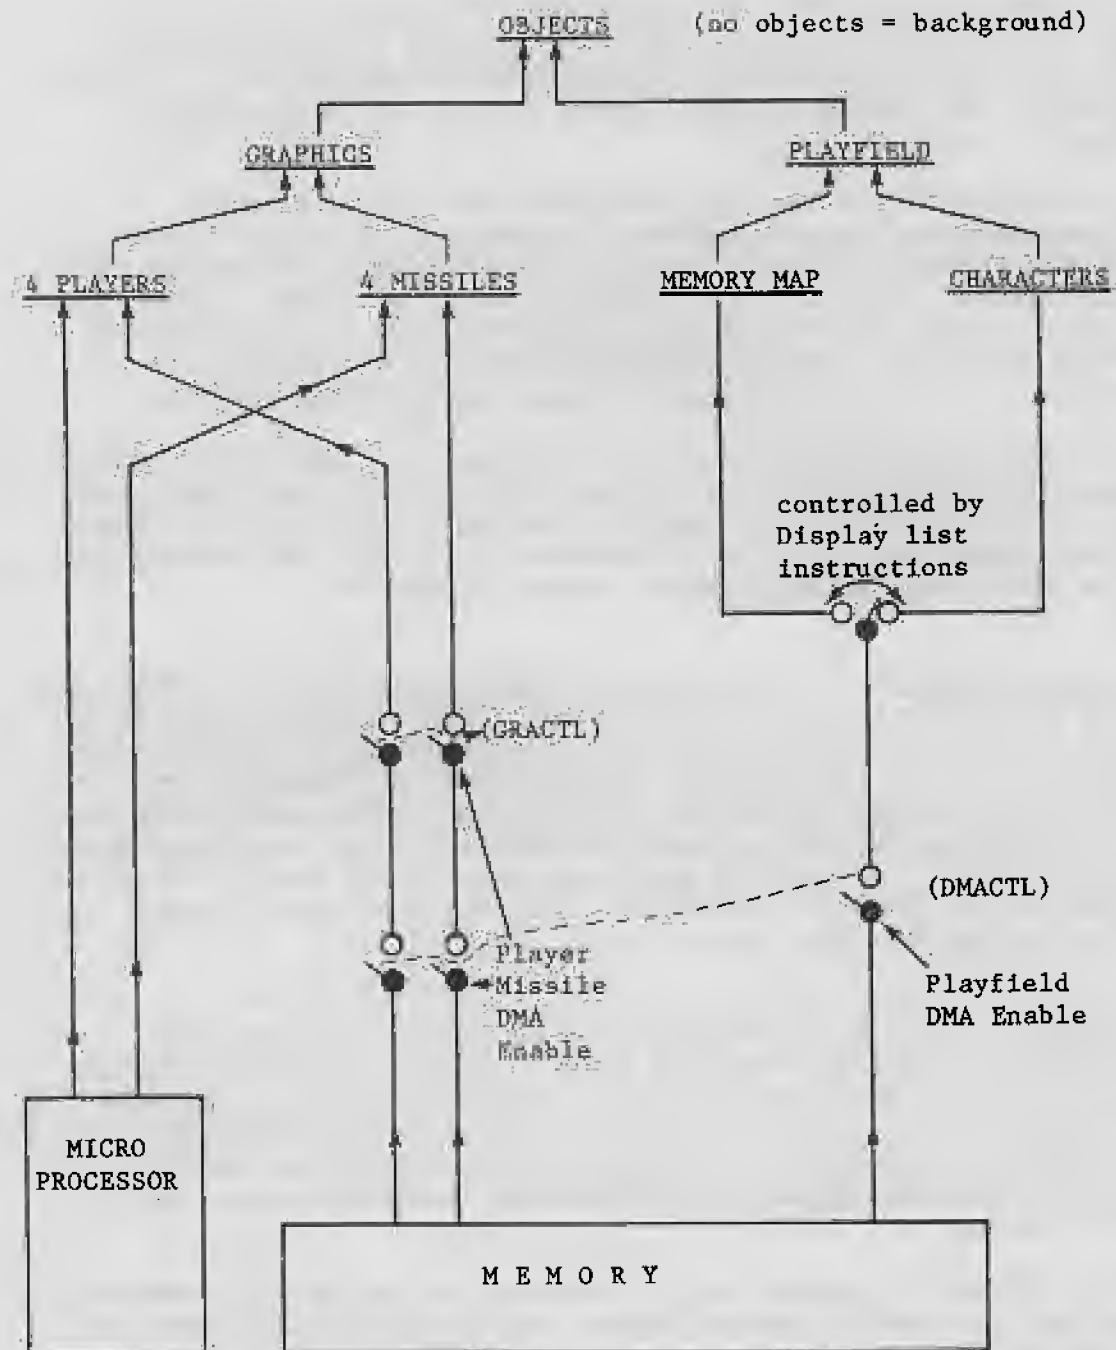 OBJECTS (no objects = background)
GRAPHICS
PLAYFIELD
4 PLAYERS
4 MISSILES
MEMORY MAP
CHARACTERS
controlled by
Display list
instructions
(GRACTL)
(DMACTL)
Player
Missile
DMA
Enable
Playfield
DMA Enable
MICRO
PROCESSOR
MEMORY